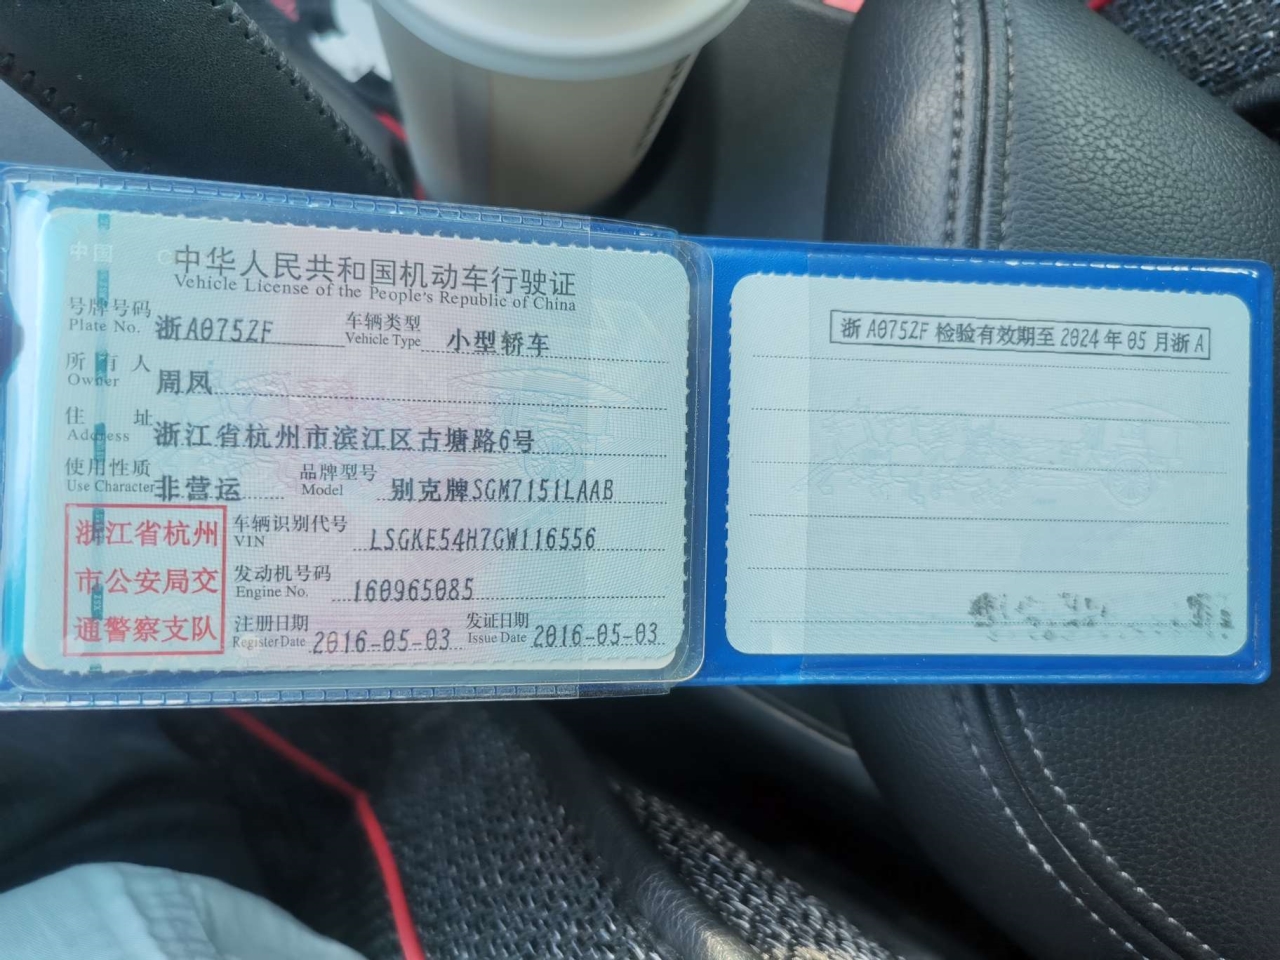 中国 C
中华人民共和国机动车行驶证
Vehicle License of the People's Republic of China
号牌号码 浙A075ZF 车辆类型 小型轿车
Plate No. Vehicle Type
所有人 周凤
Owner
住址 浙江省杭州市滨江区古塘路6号
Address
使用性质 非营运 品牌型号 别克牌SGM7151LAAB
Use Character Model
浙江省杭州
市公安局交
通警察支队
车辆识别代号 LSGKE54H7GW116556
VIN
发动机号码 160965085
Engine No.
注册日期 2016-05-03 发证日期 2016-05-03
Register Date Issue Date
浙A075ZF检验有效期至2024年05月浙A